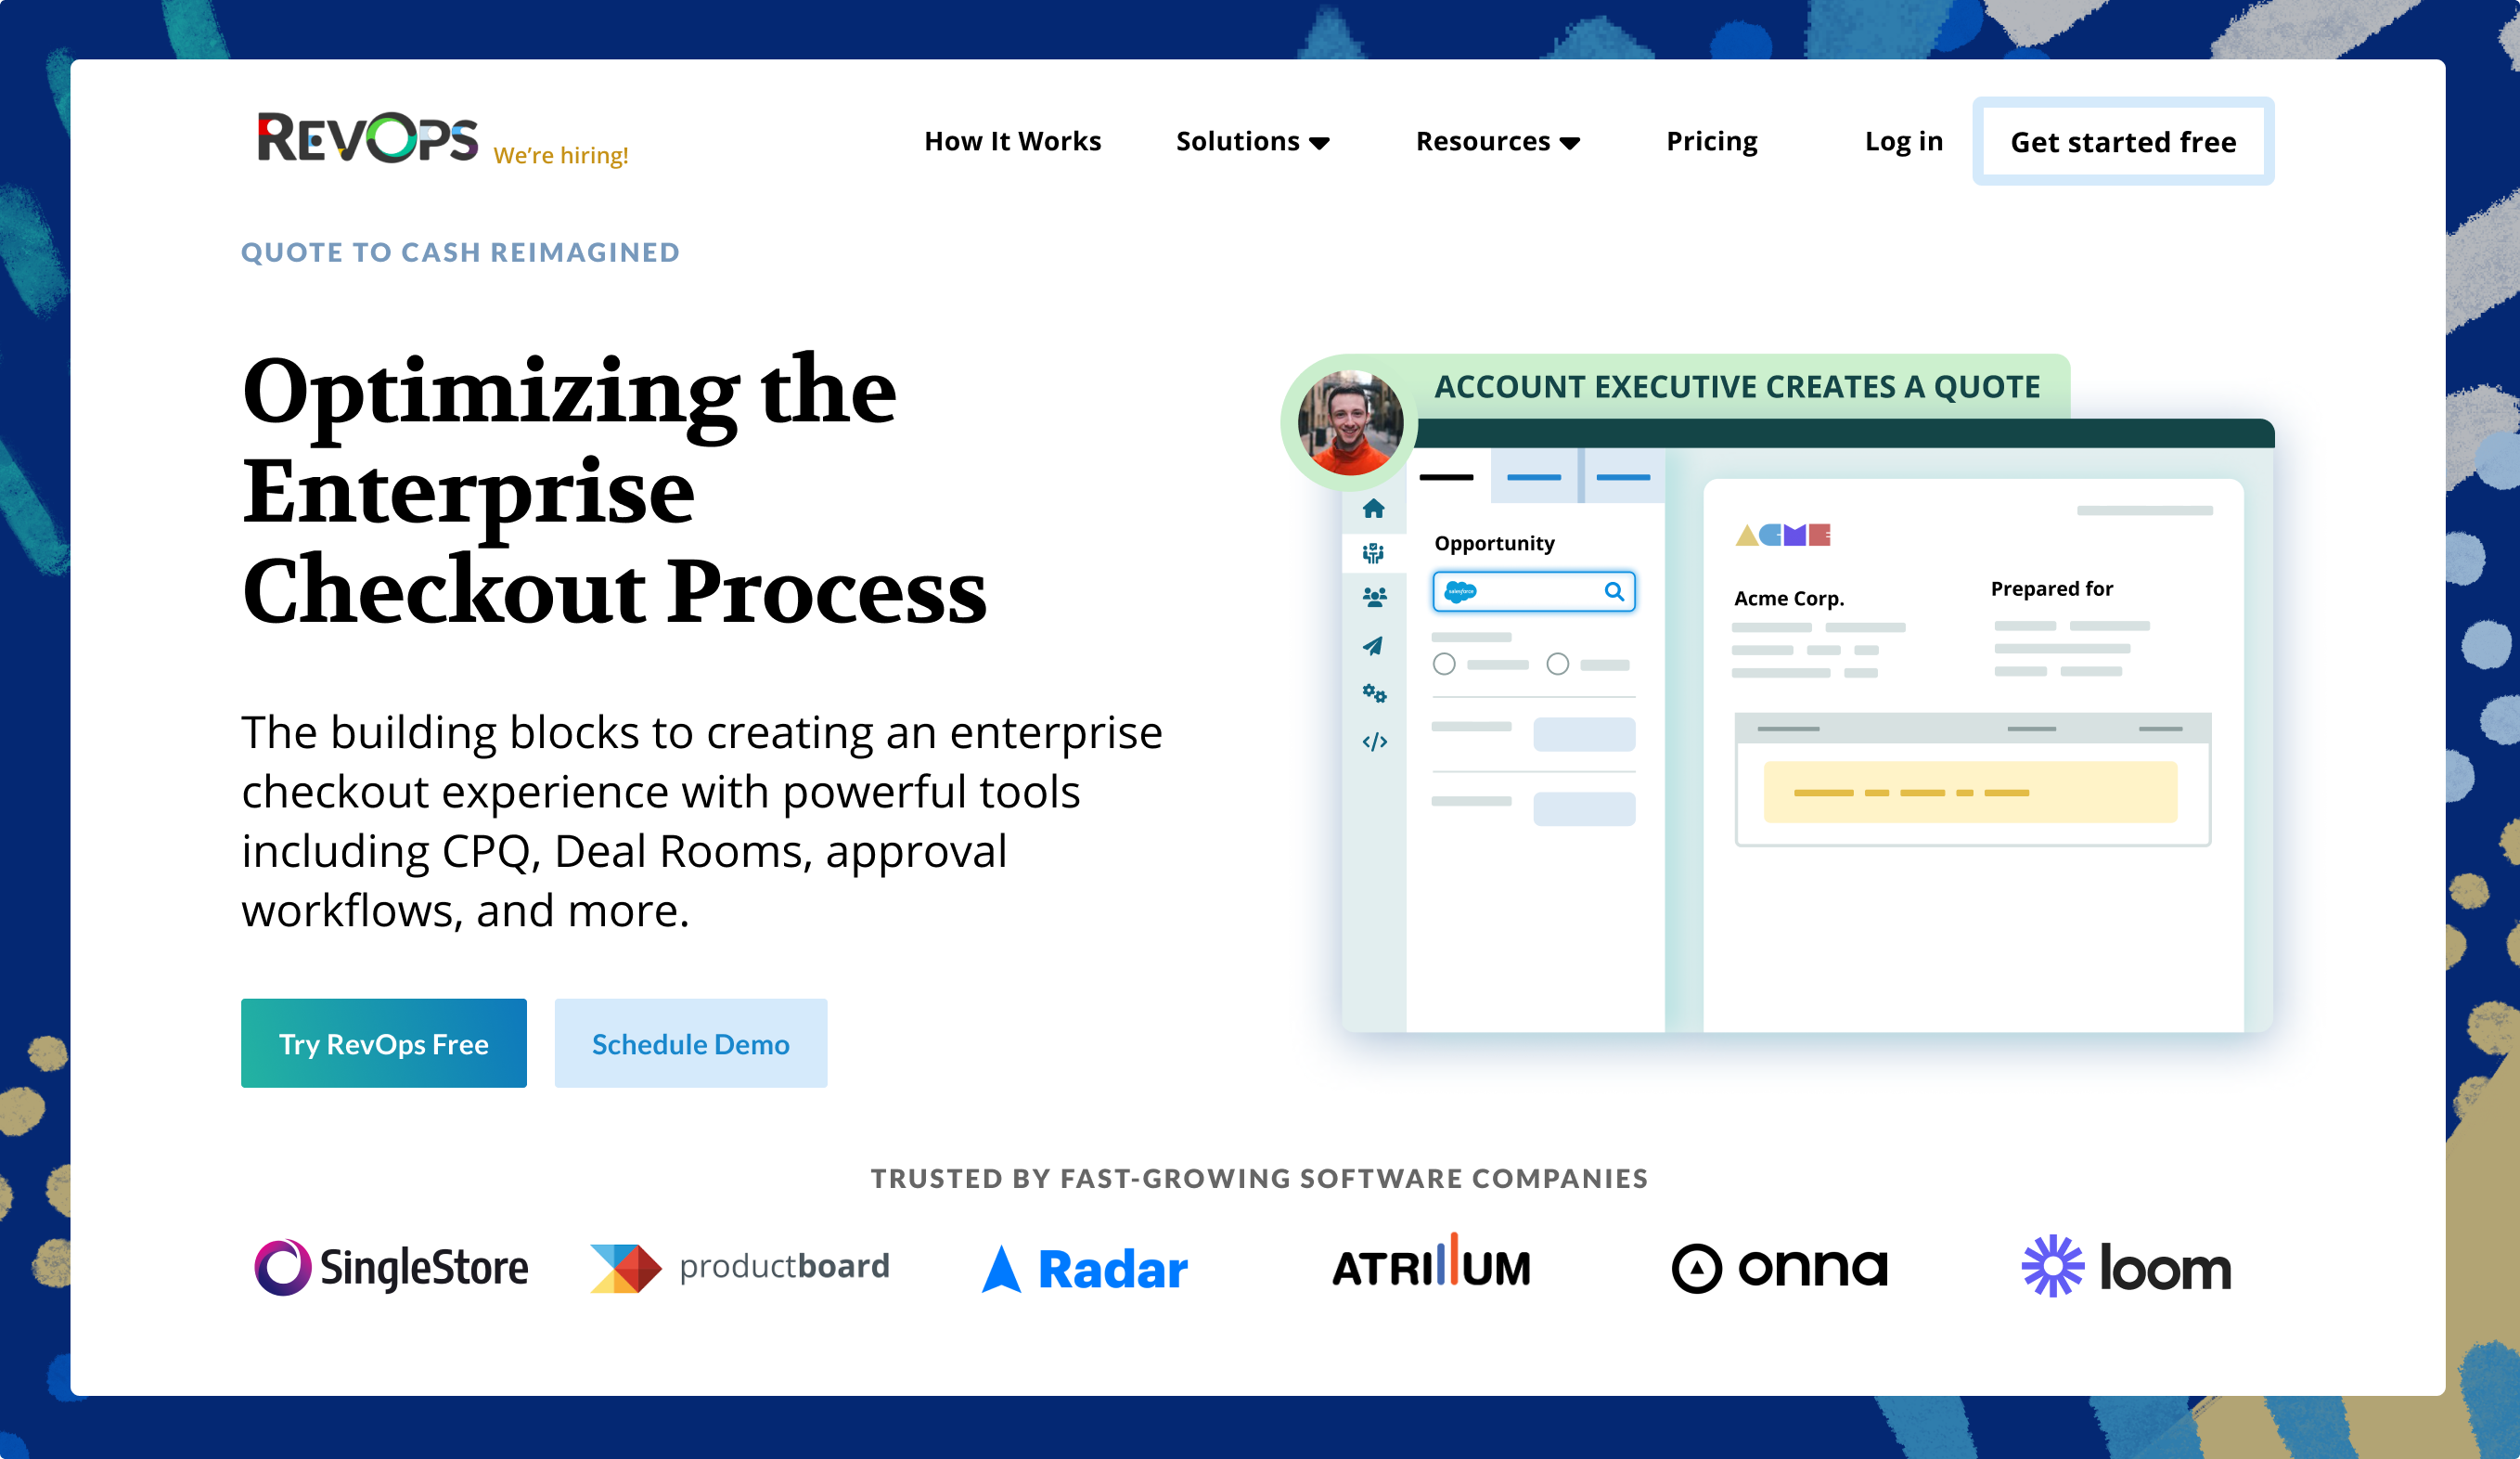 REVOPS
We're hiring!
How It Works
Solutions
Resources
Pricing
Log in
Get started free
QUOTE TO CASH REIMAGINED
Optimizing the
Enterprise
Checkout Process
The building blocks to creating an enterprise
checkout experience with powerful tools
including CPQ, Deal Rooms, approval
workflows, and more.
Try RevOps Free
Schedule Demo
ACCOUNT EXECUTIVE CREATES A QUOTE
Opportunity
salesforce
ACME
Acme Corp.
Prepared for
TRUSTED BY FAST-GROWING SOFTWARE COMPANIES
SingleStore
productboard
Radar
ATRIUM
onna
loom